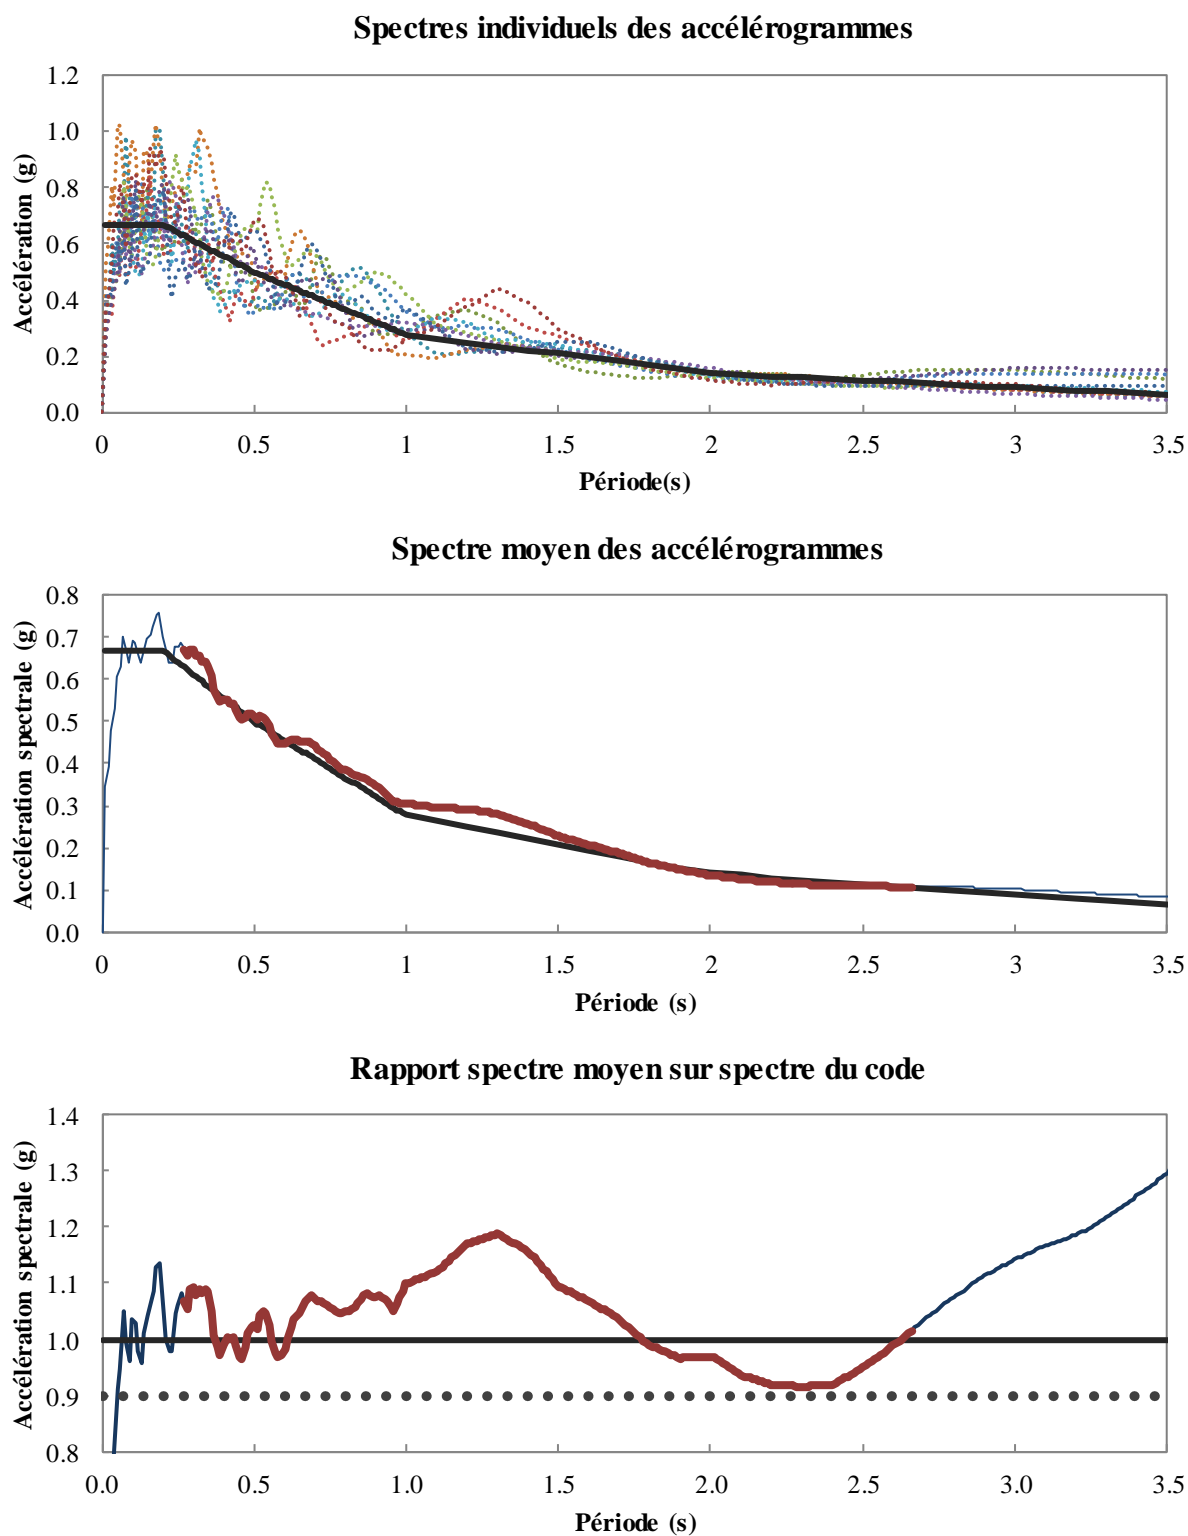 Spectres individuels des accélérogrammes
Accélération (g)
1.2
1.0
0.8
0.6
0.4
0.2
0.0
0 0.5 1 1.5 2 2.5 3 3.5
Période(s)
Spectre moyen des accélérogrammes
Accélération spectrale (g)
0.8
0.7
0.6
0.5
0.4
0.3
0.2
0.1
0.0
0 0.5 1 1.5 2 2.5 3 3.5
Période (s)
Rapport spectre moyen sur spectre du code
Accélération spectrale (g)
1.4
1.3
1.2
1.1
1.0
0.9
0.8
0.0 0.5 1.0 1.5 2.0 2.5 3.0 3.5
Période (s)